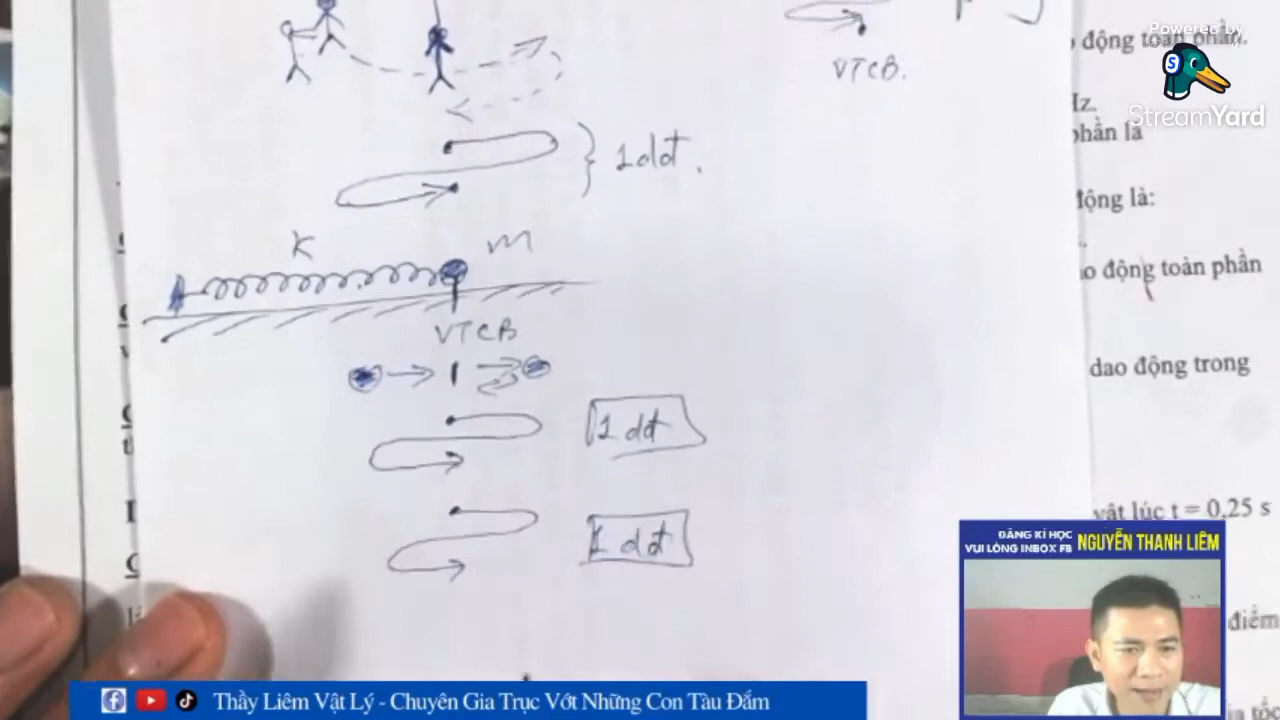 Powered by
StreamYard
động toàn phần.
VTCB.
Hz.
phần là
1dđ.
động là:
K
m
động toàn phần
VTCB
dao động trong
1 dđ
vật lúc t = 0,25 s
1 dđ
ĐĂNG KÍ HỌC
VUI LÒNG INBOX FB
NGUYỄN THANH LIÊM
điểm
Thầy Liêm Vật Lý - Chuyên Gia Trục Vớt Những Con Tàu Đắm